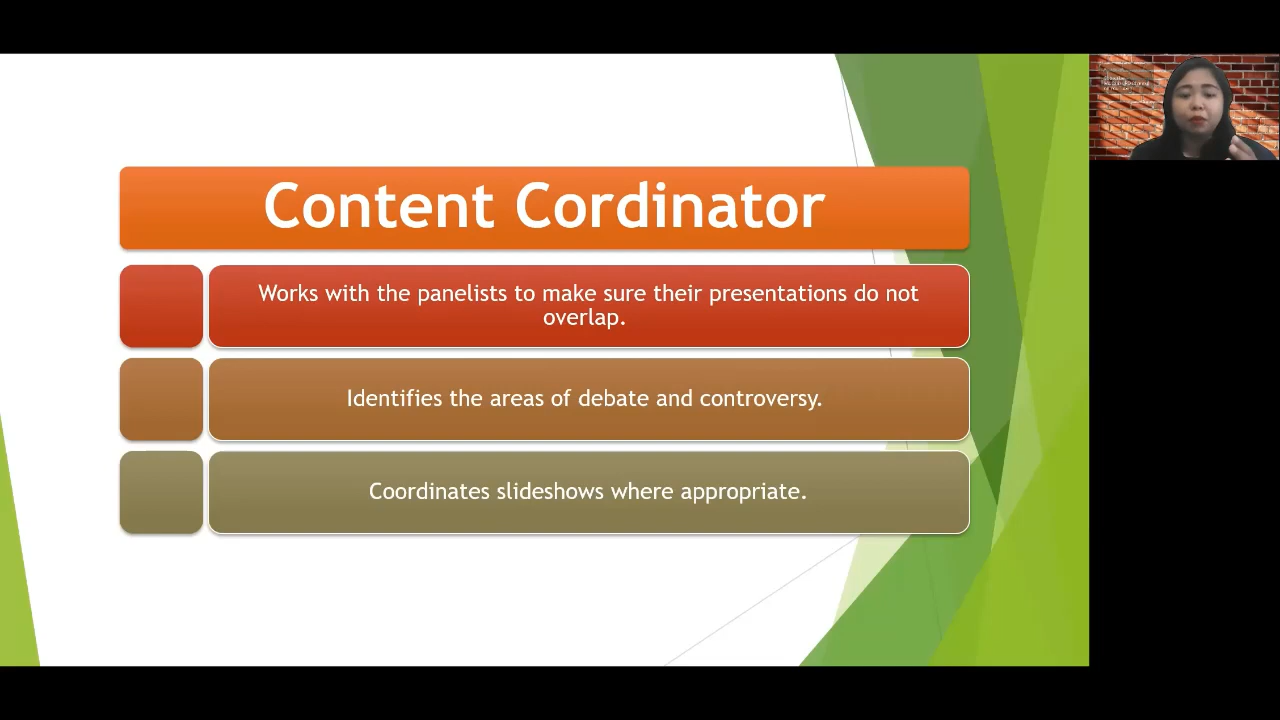 Content Cordinator
Works with the panelists to make sure their presentations do not
overlap.
Identifies the areas of debate and controversy.
Coordinates slideshows where appropriate.